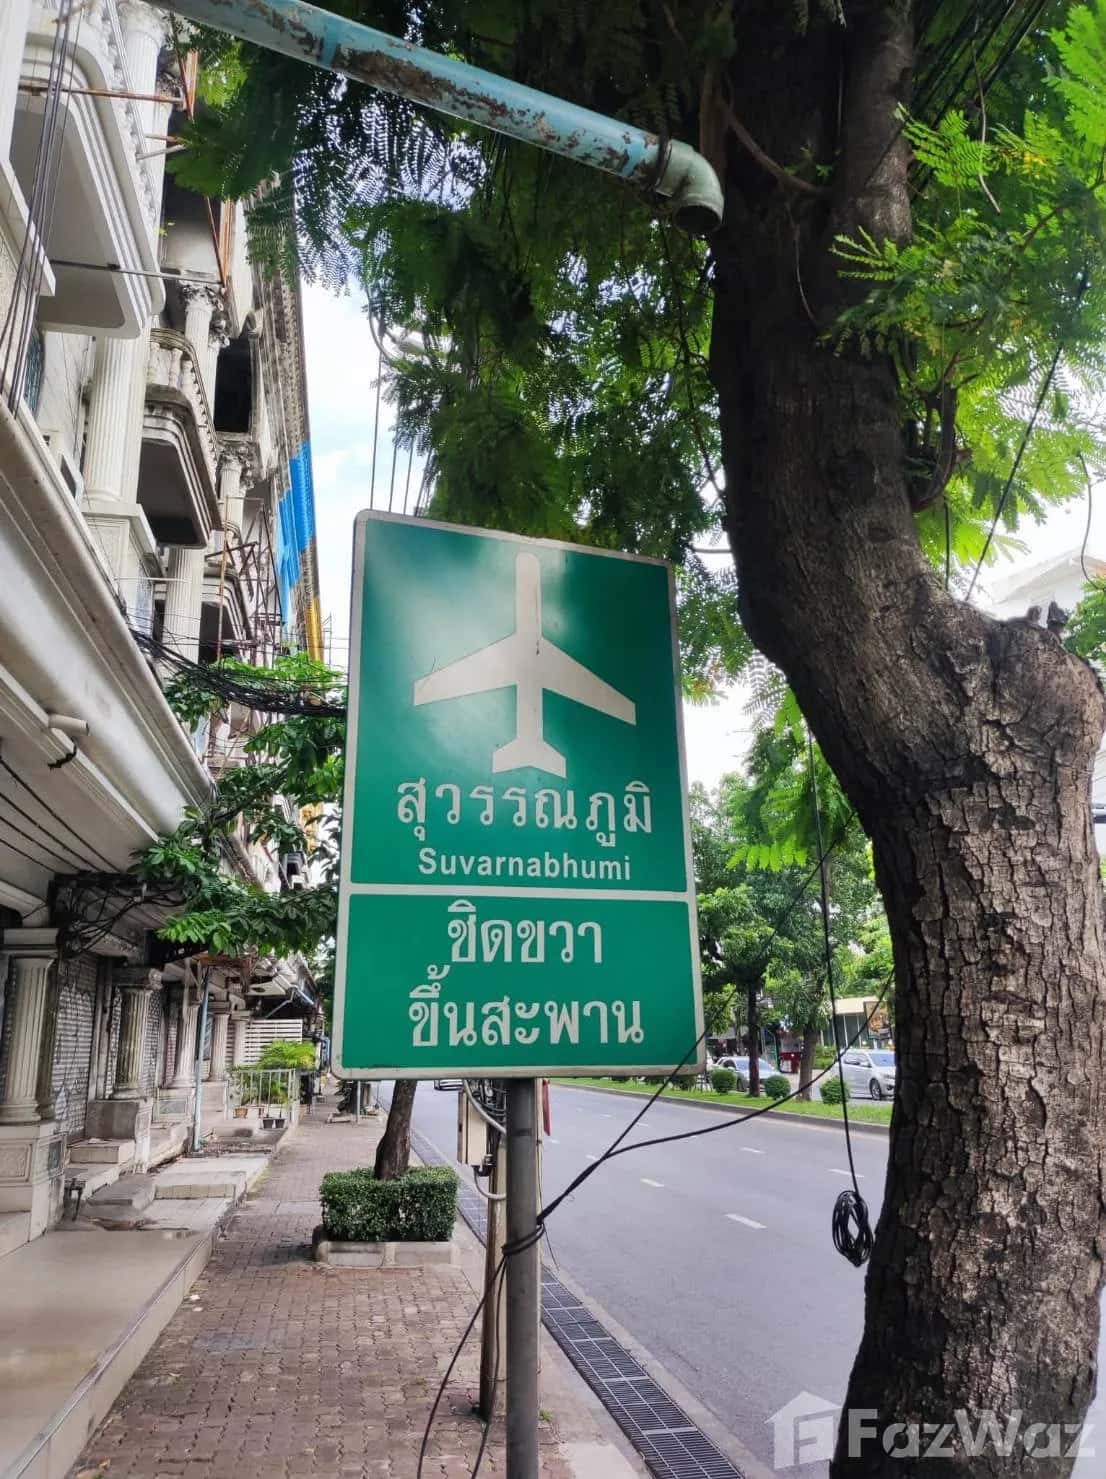 สุวรรณภูมิ
Suvarnabhumi
ชิดขวา
ขึ้นสะพาน
FazWaz